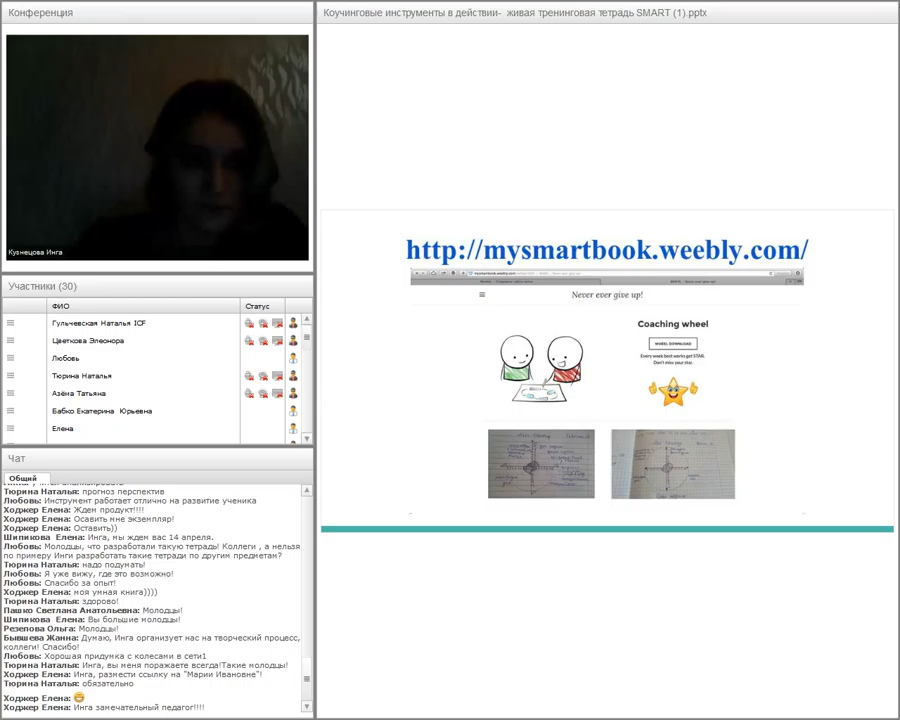 Конференция
Кузнецова Инга
Участники (30)
ФИО Статус
Гульчевская Наталья ICF
Цветкова Элеонора
Любовь
Тюрина Наталья
Азёма Татьяна
Бабко Екатерина Юрьевна
Елена
Чат
Общий
Тюрина Наталья: прогноз перспектив
Любовь: Инструмент работает отлично на развитие ученика
Ходжер Елена: Ждем продукт!!!!
Ходжер Елена: Осавить мне экземпляр!
Ходжер Елена: Оставить))
Шипикова Елена: Инга, мы ждем вас 14 апреля.
Любовь: Молодцы, что разработали такую тетрадь! Коллеги , а нельзя
по примеру Инги разработать такие тетради по другим предметам?
Тюрина Наталья: надо подумать!
Любовь: Я уже вижу, где это возможно!
Любовь: Спасибо за опыт!
Ходжер Елена: моя умная книга))))
Тюрина Наталья: здорово!
Пашко Светлана Анатольевна: Молодцы!
Шипикова Елена: Вы большие молодцы!
Резепова Ольга: Молодцы!
Бывшева Жанна: Думаю, Инга организует нас на творческий процесс,
коллеги! Спасибо!
Любовь: Хорошая придумка с колесами в сети1
Тюрина Наталья: Инга, вы меня поражаете всегда!Такие молодцы!
Ходжер Елена: Инга, размести ссылку на "Марии Ивановне"!
Тюрина Наталья: обязательно
Ходжер Елена:
Ходжер Елена: Инга замечательный педагог!!!!
Коучинговые инструменты в действии- живая тренинговая тетрадь SMART (1).pptx
http://mysmartbook.weebly.com/
Never ever give up!
Coaching wheel
WHEEL DOWNLOAD
Every week best works get STAR.
Don't miss your star.